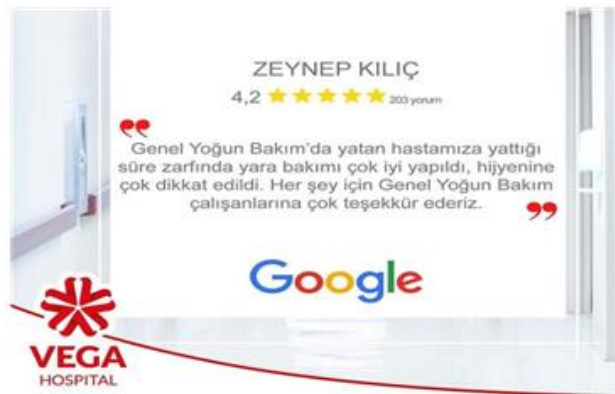 ZEYNEP KILIÇ
4,2 203 yorum
Genel Yoğun Bakım'da yatan hastamıza yattığı
süre zarfında yara bakımı çok iyi yapıldı, hijyenine
çok dikkat edildi. Her şey için Genel Yoğun Bakım
çalışanlarına çok teşekkür ederiz.
Google
VEGA
HOSPITAL